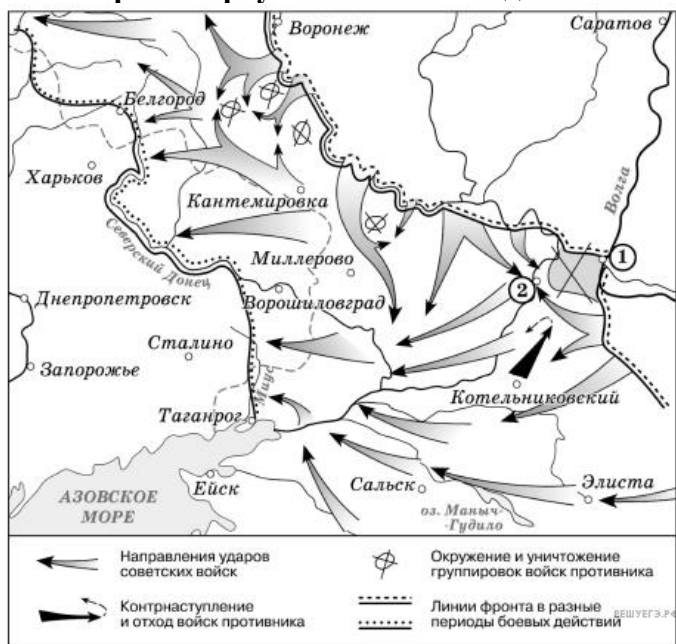 Воронеж
Саратов
Белгород
Харьков
Волга
Кантемировка
Северский Донец
Миллерово
1
2
Днепропетровск
Ворошиловград
Сталино
Запорожье
Миус
Котельниковский
Таганрог
АЗОВСКОЕ
МОРЕ
Ейск
Сальск
Элиста
оз. Маныч-
-Гудило
Направления ударов
советских войск
Окружение и уничтожение
группировок войск противника
Контрнаступление
и отход войск противника
Линии фронта в разные
периоды боевых действий
ДЕШУЕГЭ.РФ